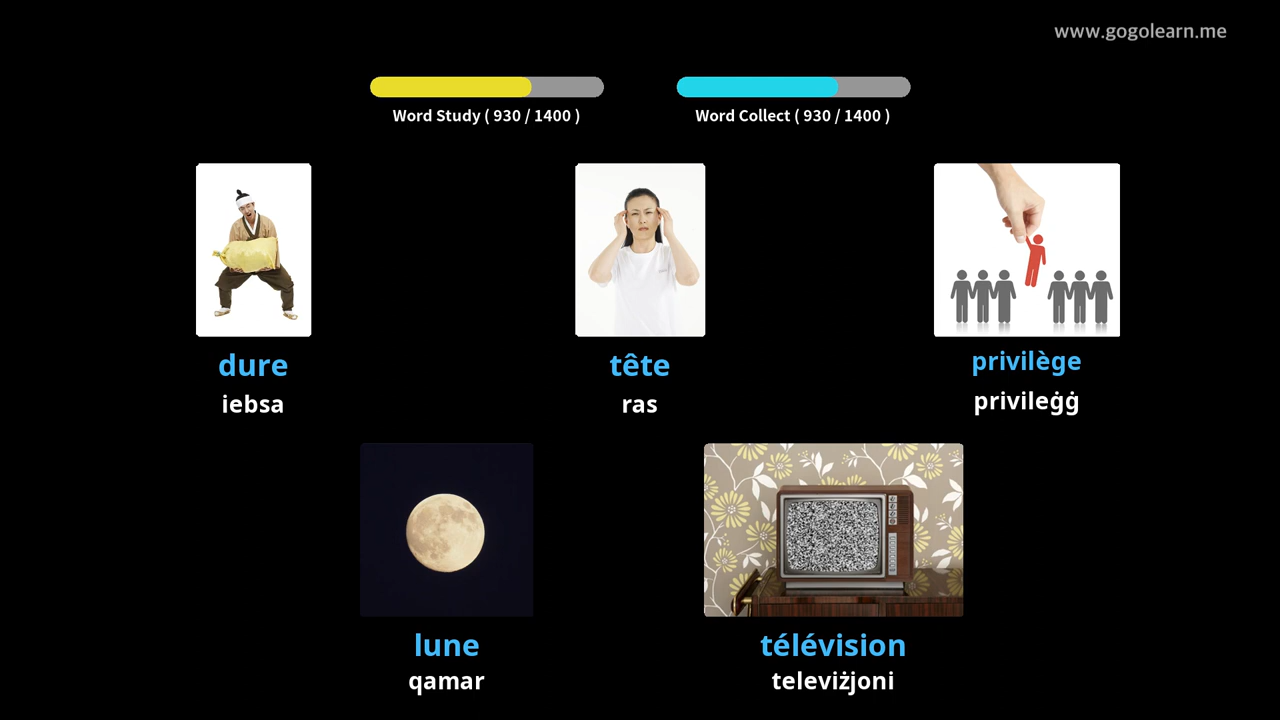 www.gogolearn.me
Word Study ( 930 / 1400 )
Word Collect ( 930 / 1400 )
dure
iebsa
tête
ras
privilège
privileġġ
lune
qamar
télévision
televiżjoni